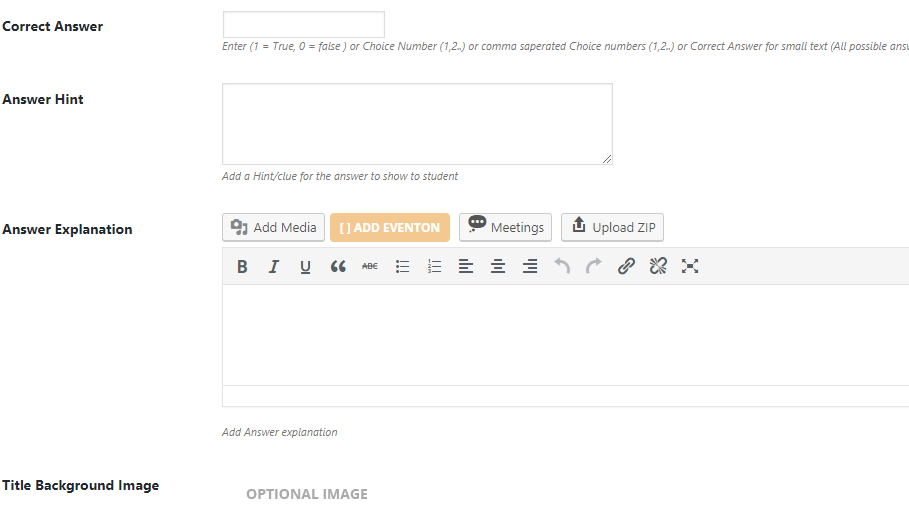 Correct Answer
Enter (1 = True, 0 = false ) or Choice Number (1,2..) or comma saperated Choice numbers (1,2..) or Correct Answer for small text (All possible
Answer Hint
Add a Hint/clue for the answer to show to student
Answer Explanation
Add Media [ ] ADD EVENTON Meetings Upload ZIP
B I U ABC
Add Answer explanation
Title Background Image
OPTIONAL IMAGE